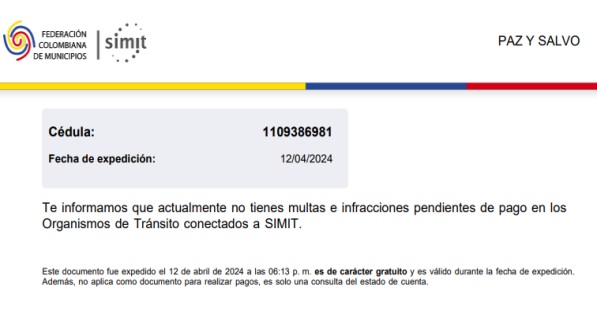 FEDERACIÓN
COLOMBIANA
DE MUNICIPIOS
simit
PAZ Y SALVO
Cédula: 1109386981
Fecha de expedición: 12/04/2024
Te informamos que actualmente no tienes multas e infracciones pendientes de pago en los
Organismos de Tránsito conectados a SIMIT.
Este documento fue expedido el 12 de abril de 2024 a las 06:13 p. m. es de carácter gratuito y es válido durante la fecha de expedición.
Además, no aplica como documento para realizar pagos, es solo una consulta del estado de cuenta.